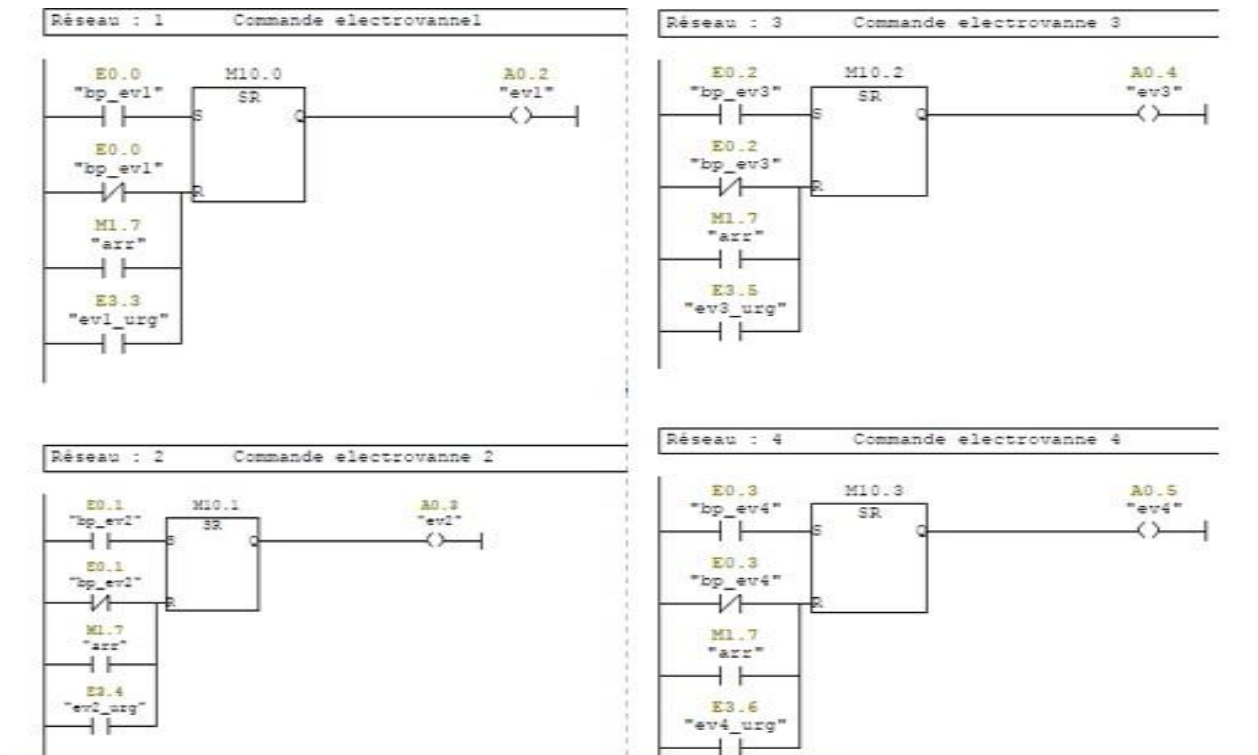 Réseau : 1 Commande electrovanne1
E0.0 M10.0 A0.2
"bp_ev1" SR "ev1"
S Q
E0.0
"bp_ev1"
R
M1.7
"arr"
E3.3
"ev1_urg"
Réseau : 2 Commande electrovanne 2
E0.1 M10.1 A0.3
"bp_ev2" SR "ev2"
S Q
E0.1
"bp_ev2"
R
M1.7
"arr"
E3.4
"ev2_urg"
Réseau : 3 Commande electrovanne 3
E0.2 M10.2 A0.4
"bp_ev3" SR "ev3"
S Q
E0.2
"bp_ev3"
R
M1.7
"arr"
E3.5
"ev3_urg"
Réseau : 4 Commande electrovanne 4
E0.3 M10.3 A0.5
"bp_ev4" SR "ev4"
S Q
E0.3
"bp_ev4"
R
M1.7
"arr"
E3.6
"ev4_urg"